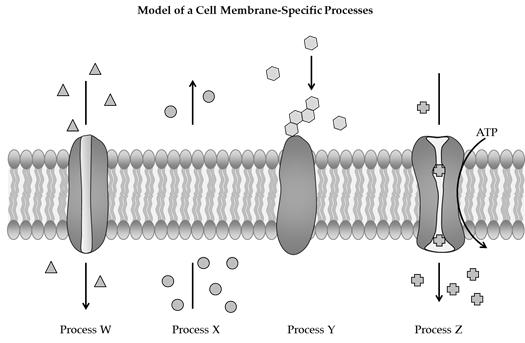 Model of a Cell Membrane-Specific Processes
ATP
Process W
Process X
Process Y
Process Z